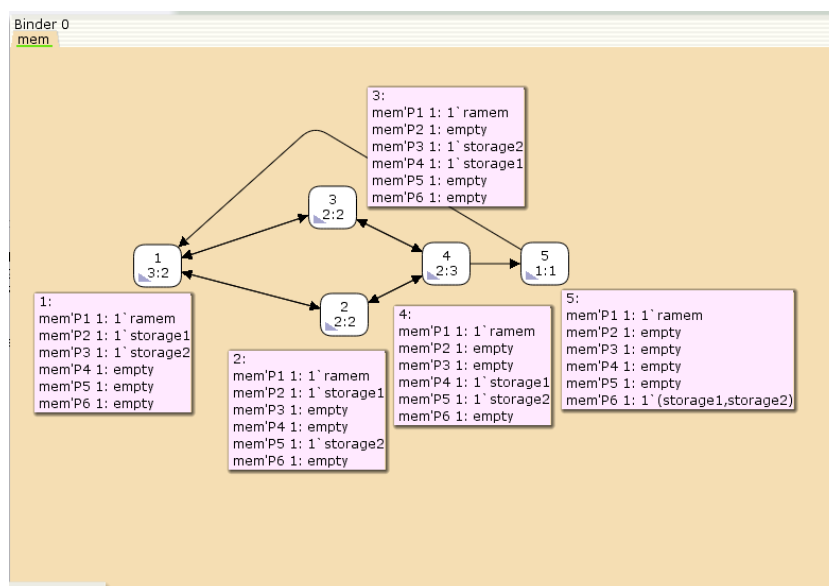 Binder 0
mem
3:
mem'P1 1: 1`ramem
mem'P2 1: empty
mem'P3 1: 1`storage2
mem'P4 1: 1`storage1
mem'P5 1: empty
mem'P6 1: empty
3
2:2
1
3:2
4
2:3
5
1:1
2
2:2
1:
mem'P1 1: 1`ramem
mem'P2 1: 1`storage1
mem'P3 1: 1`storage2
mem'P4 1: empty
mem'P5 1: empty
mem'P6 1: empty
2:
mem'P1 1: 1`ramem
mem'P2 1: 1`storage1
mem'P3 1: empty
mem'P4 1: empty
mem'P5 1: 1`storage2
mem'P6 1: empty
4:
mem'P1 1: 1`ramem
mem'P2 1: empty
mem'P3 1: empty
mem'P4 1: 1`storage1
mem'P5 1: 1`storage2
mem'P6 1: empty
5:
mem'P1 1: 1`ramem
mem'P2 1: empty
mem'P3 1: empty
mem'P4 1: empty
mem'P5 1: empty
mem'P6 1: 1`(storage1,storage2)